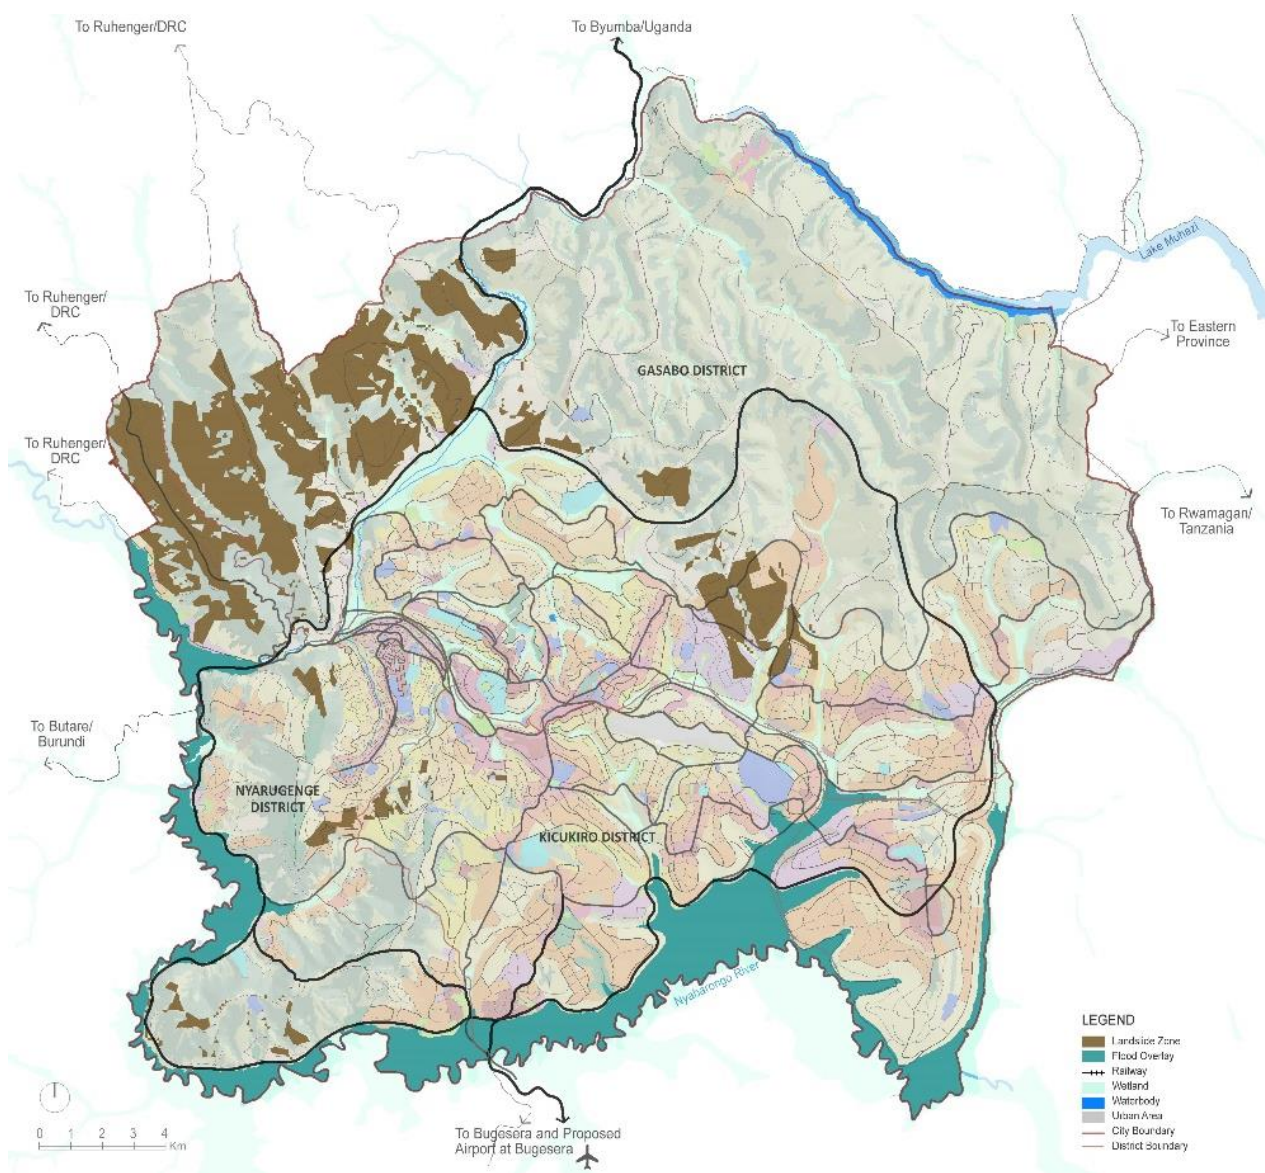 To Ruhenger/DRC
To Byumba/Uganda
Lake Muhazi
To Ruhenger/
DRC
To Eastern
Province
GASABO DISTRICT
To Ruhenger/
DRC
To Rwamagan/
Tanzania
To Butare/
Burundi
NYARUGENGE
DISTRICT
KICUKIRO DISTRICT
Nyabarongo River
LEGEND
Landslide Zone
Flood Overlay
Railway
Wetland
Waterbody
Urban Area
City Boundary
District Boundary
0 1 2 3 4
Km
To Bugesera and Proposed
Airport at Bugesera